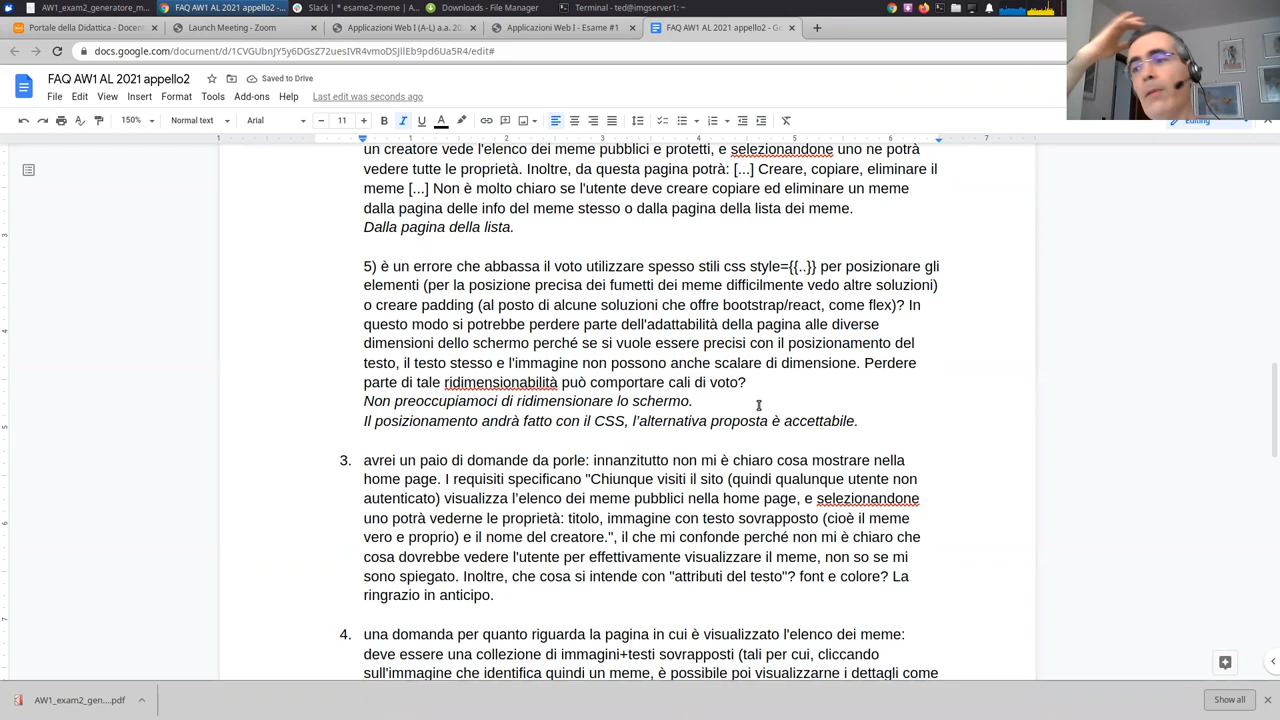 AW1_exam2_generatore_m
FAQ AW1 AL 2021 appello2 -
Slack | * esame2-meme |
Downloads - File Manager
Terminal - ted@imgserver1: ~
Portale della Didattica - Docen
Launch Meeting - Zoom
Applicazioni Web I (A-L) a.a. 20
Applicazioni Web I - Esame #1
FAQ AW1 AL 2021 appello2 - G
docs.google.com/document/d/1CVGUbnJY5y6DGsZ72uesIVR4vmoDSJlIEb9pd6Ua5R4/edit#
FAQ AW1 AL 2021 appello2
Saved to Drive
File Edit View Insert Format Tools Add-ons Help Last edit was seconds ago
150% Normal text Arial 11 Editing
un creatore vede l'elenco dei meme pubblici e protetti, e selezionandone uno ne potrà
vedere tutte le proprietà. Inoltre, da questa pagina potrà: [...] Creare, copiare, eliminare il
meme [...] Non è molto chiaro se l'utente deve creare copiare ed eliminare un meme
dalla pagina delle info del meme stesso o dalla pagina della lista dei meme.
Dalla pagina della lista.
5) è un errore che abbassa il voto utilizzare spesso stili css style={{..}} per posizionare gli
elementi (per la posizione precisa dei fumetti dei meme difficilmente vedo altre soluzioni)
o creare padding (al posto di alcune soluzioni che offre bootstrap/react, come flex)? In
questo modo si potrebbe perdere parte dell'adattabilità della pagina alle diverse
dimensioni dello schermo perché se si vuole essere precisi con il posizionamento del
testo, il testo stesso e l'immagine non possono anche scalare di dimensione. Perdere
parte di tale ridimensionabilità può comportare cali di voto?
Non preoccupiamoci di ridimensionare lo schermo.
Il posizionamento andrà fatto con il CSS, l'alternativa proposta è accettabile.
3. avrei un paio di domande da porle: innanzitutto non mi è chiaro cosa mostrare nella
home page. I requisiti specificano "Chiunque visiti il sito (quindi qualunque utente non
autenticato) visualizza l'elenco dei meme pubblici nella home page, e selezionandone
uno potrà vederne le proprietà: titolo, immagine con testo sovrapposto (cioè il meme
vero e proprio) e il nome del creatore.", il che mi confonde perché non mi è chiaro che
cosa dovrebbe vedere l'utente per effettivamente visualizzare il meme, non so se mi
sono spiegato. Inoltre, che cosa si intende con "attributi del testo"? font e colore? La
ringrazio in anticipo.
4. una domanda per quanto riguarda la pagina in cui è visualizzato l'elenco dei meme:
deve essere una collezione di immagini+testi sovrapposti (tali per cui, cliccando
sull'immagine che identifica quindi un meme, è possibile poi visualizzarne i dettagli come
AW1_exam2_gen....pdf
Show all